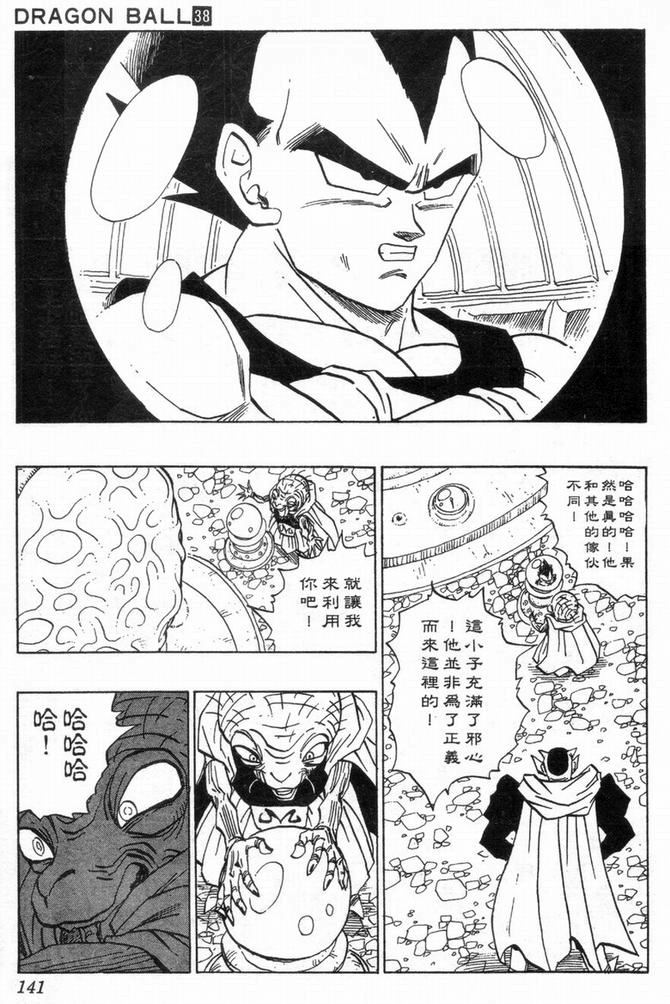 DRAGON BALL 38
哈哈哈哈！果
然是真的！他
和其他的傢伙
不同！
這小子充滿了邪心
！他並非為了正義
而來這裡的！
就讓我
來利用
你吧！
哈哈哈
哈！
141